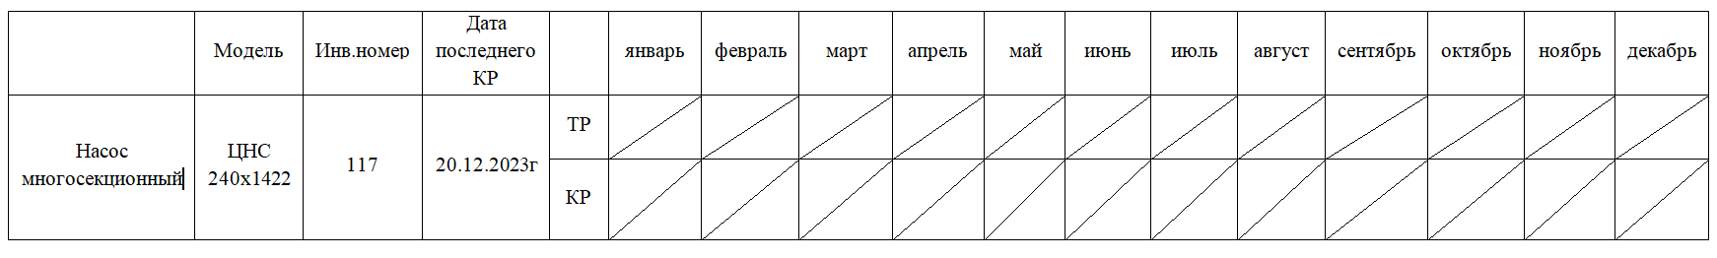 Модель
Инв.номер
Дата
последнего
КР
январь
февраль
март
апрель
май
июнь
июль
август
сентябрь
октябрь
ноябрь
декабрь
Насос
многосекционный
ЦНС
240х1422
117
20.12.2023г
ТР
КР